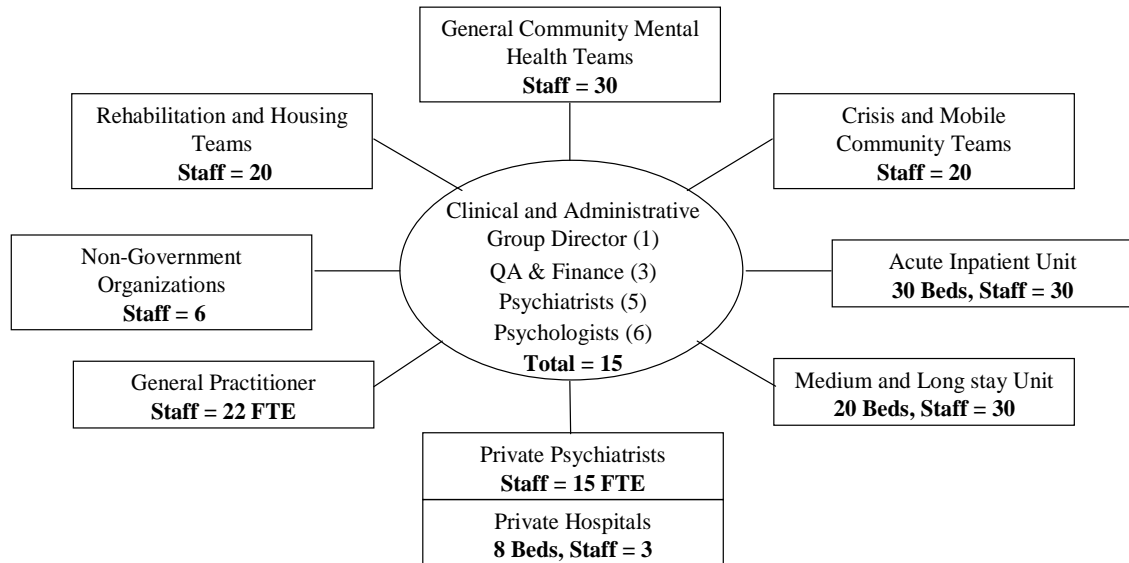 General Community Mental
Health Teams
Staff = 30
Rehabilitation and Housing
Teams
Staff = 20
Crisis and Mobile
Community Teams
Staff = 20
Clinical and Administrative
Group Director (1)
QA & Finance (3)
Psychiatrists (5)
Psychologists (6)
Total = 15
Non-Government
Organizations
Staff = 6
Acute Inpatient Unit
30 Beds, Staff = 30
General Practitioner
Staff = 22 FTE
Medium and Long stay Unit
20 Beds, Staff = 30
Private Psychiatrists
Staff = 15 FTE
Private Hospitals
8 Beds, Staff = 3